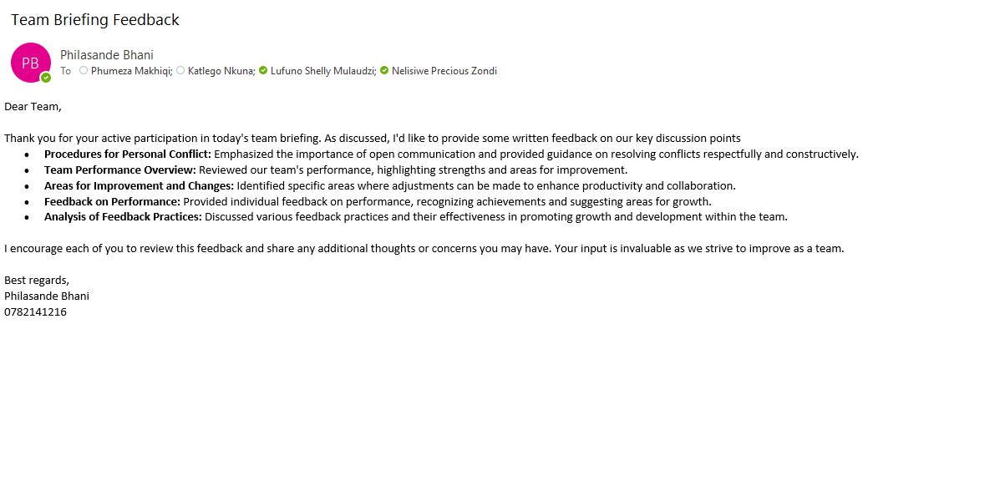 Team Briefing Feedback
PB
Philasande Bhani
To Phumeza Makhiqi; Katlego Nkuna; Lufuno Shelly Mulaudzi; Nelisiwe Precious Zondi
Dear Team,
Thank you for your active participation in today's team briefing. As discussed, I'd like to provide some written feedback on our key discussion points
• Procedures for Personal Conflict: Emphasized the importance of open communication and provided guidance on resolving conflicts respectfully and constructively.
• Team Performance Overview: Reviewed our team's performance, highlighting strengths and areas for improvement.
• Areas for Improvement and Changes: Identified specific areas where adjustments can be made to enhance productivity and collaboration.
• Feedback on Performance: Provided individual feedback on performance, recognizing achievements and suggesting areas for growth.
• Analysis of Feedback Practices: Discussed various feedback practices and their effectiveness in promoting growth and development within the team.
I encourage each of you to review this feedback and share any additional thoughts or concerns you may have. Your input is invaluable as we strive to improve as a team.
Best regards,
Philasande Bhani
0782141216